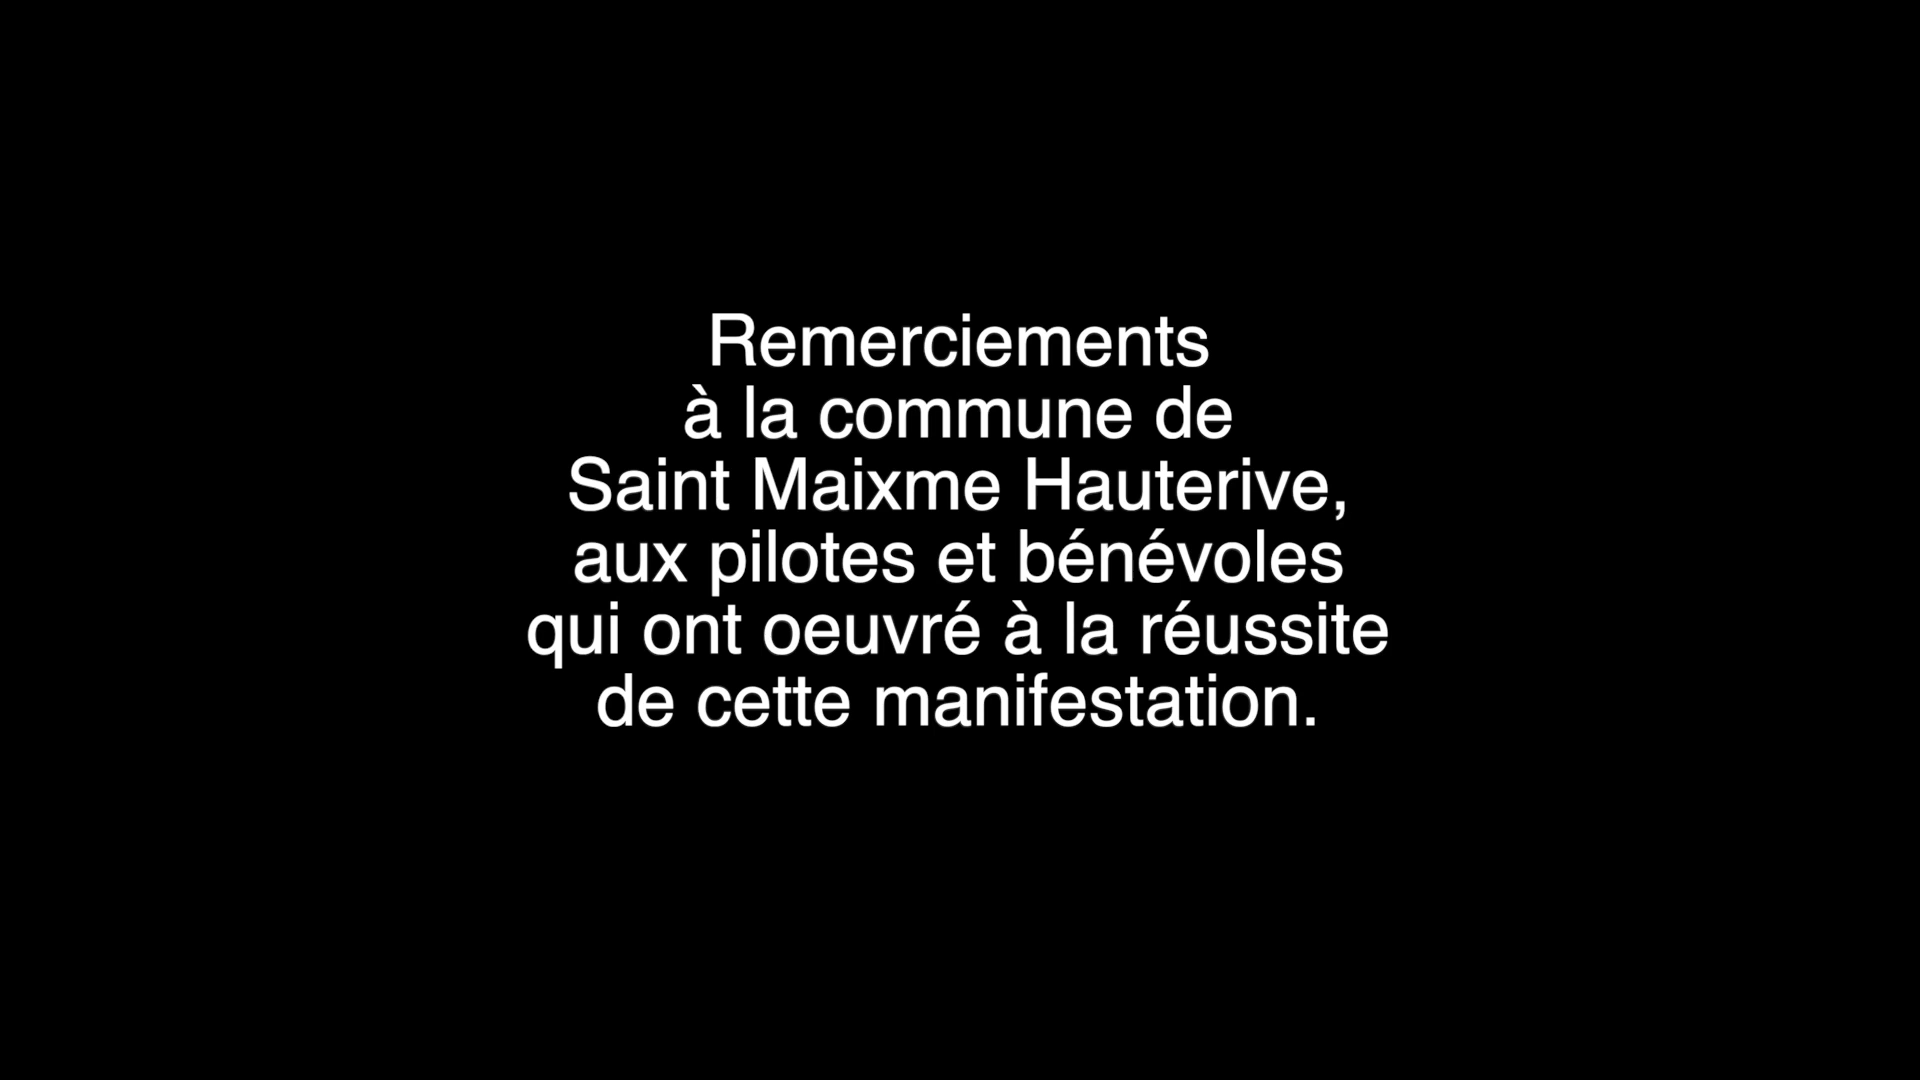 Remerciements
à la commune de
Saint Maixme Hauterive,
aux pilotes et bénévoles
qui ont oeuvré à la réussite
de cette manifestation.